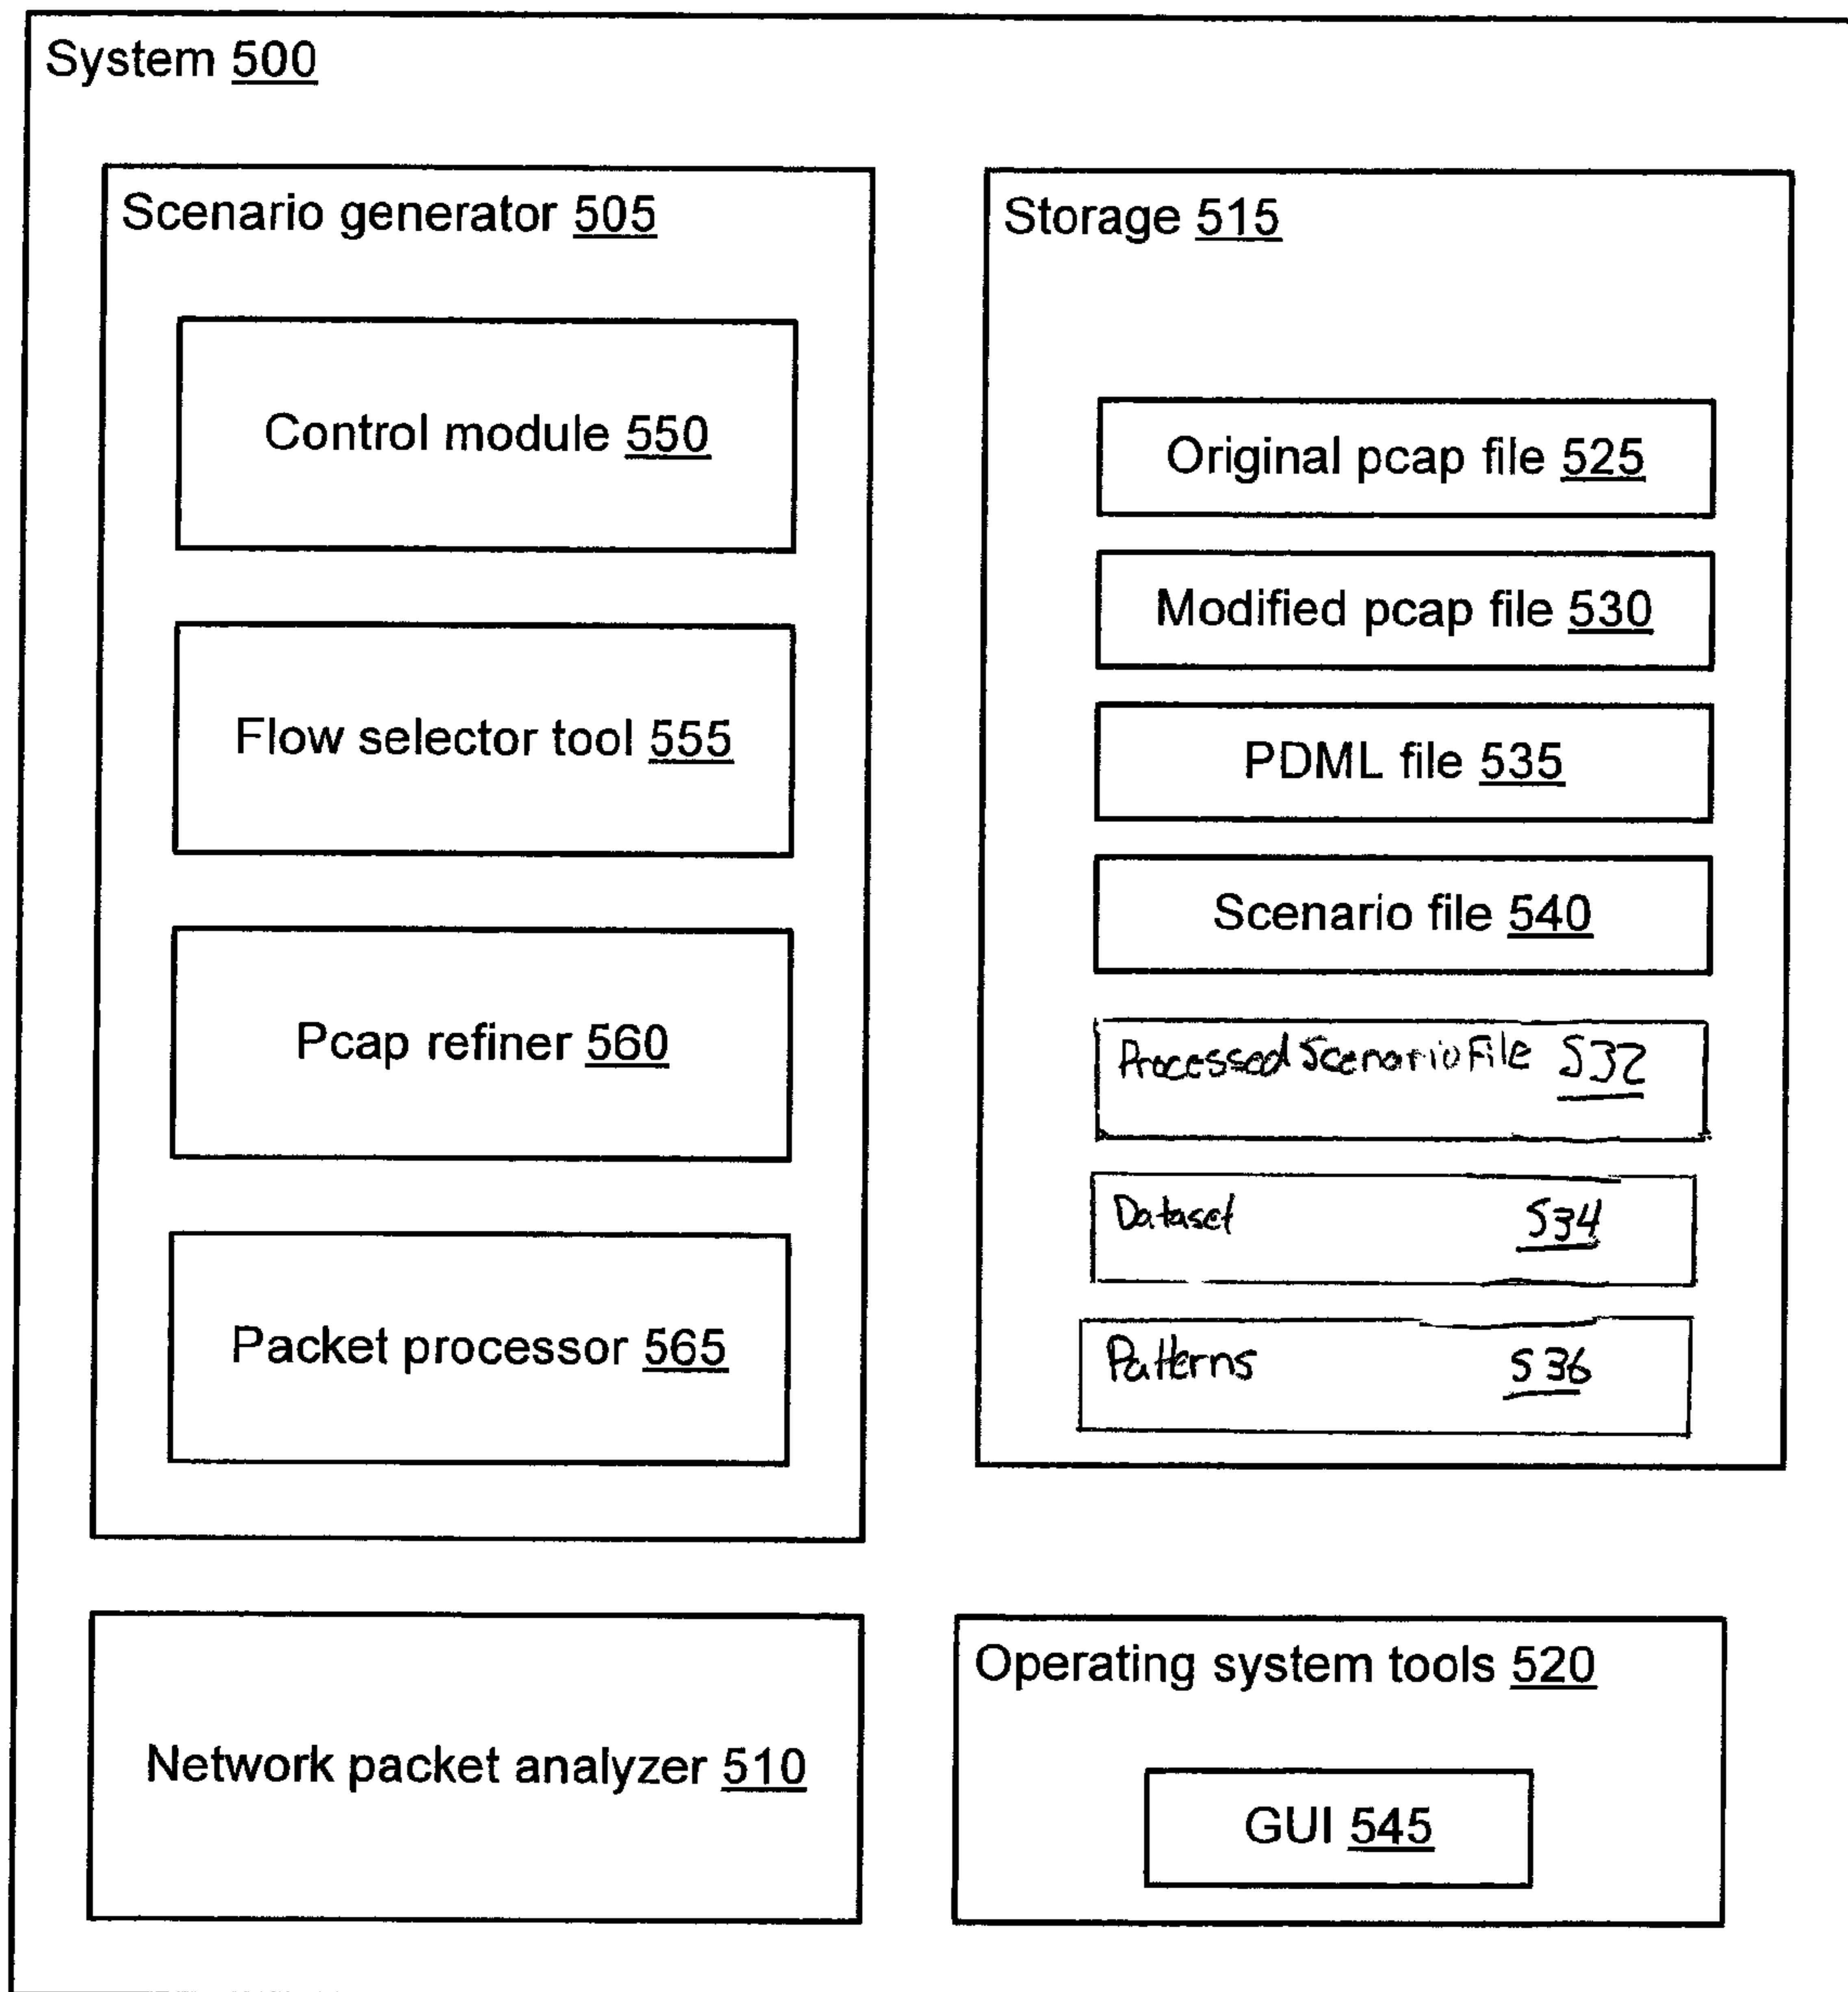 System 500
Scenario generator 505
Control module 550
Flow selector tool 555
Pcap refiner 560
Packet processor 565
Storage 515
Original pcap file 525
Modified pcap file 530
PDML file 535
Scenario file 540
Processed Scenario File 532
Dataset 534
Patterns 536
Network packet analyzer 510
Operating system tools 520
GUI 545